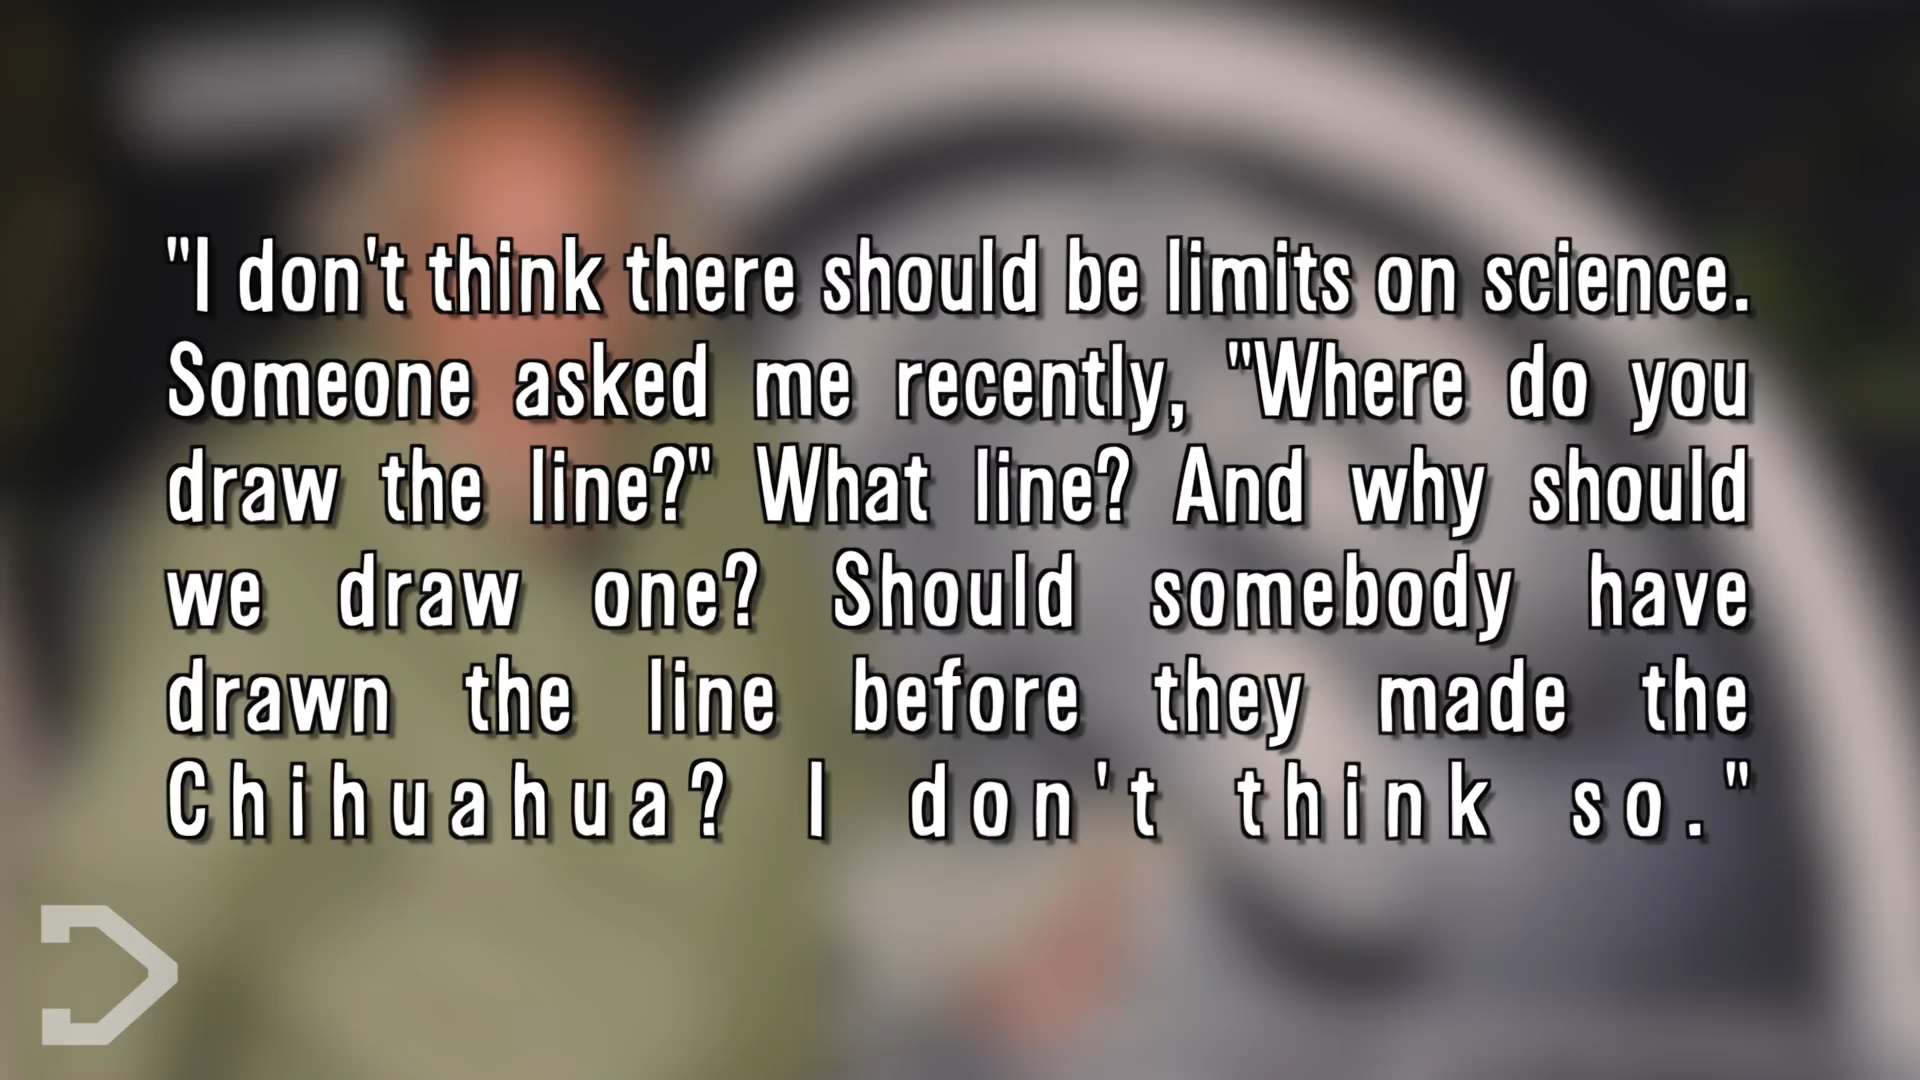 "I don't think there should be limits on science.
Someone asked me recently, "Where do you
draw the line?" What line? And why should
we draw one? Should somebody have
drawn the line before they made the
Chihuahua? I don't think so."